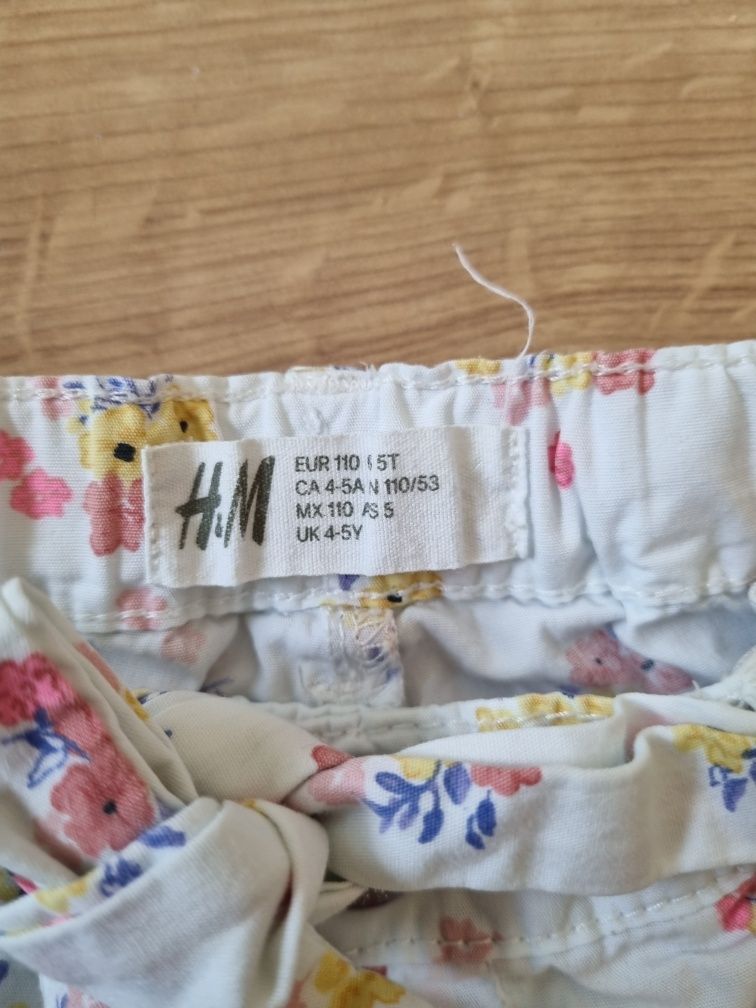 H&M
EUR 110 5T
CA 4-5A N 110/53
MX 110 AS 5
UK 4-5Y